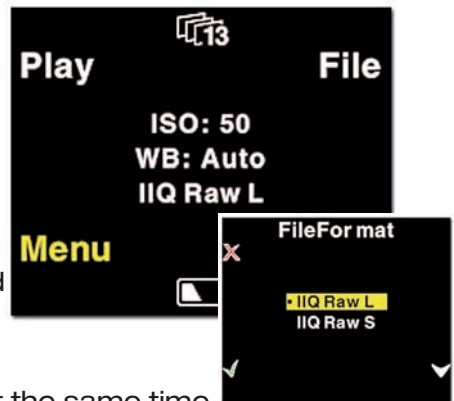 13
Play File
ISO: 50
WB: Auto
IIQ Raw L
Menu
FileFor mat
X
• IIQ Raw L
IIQ Raw S
the same time